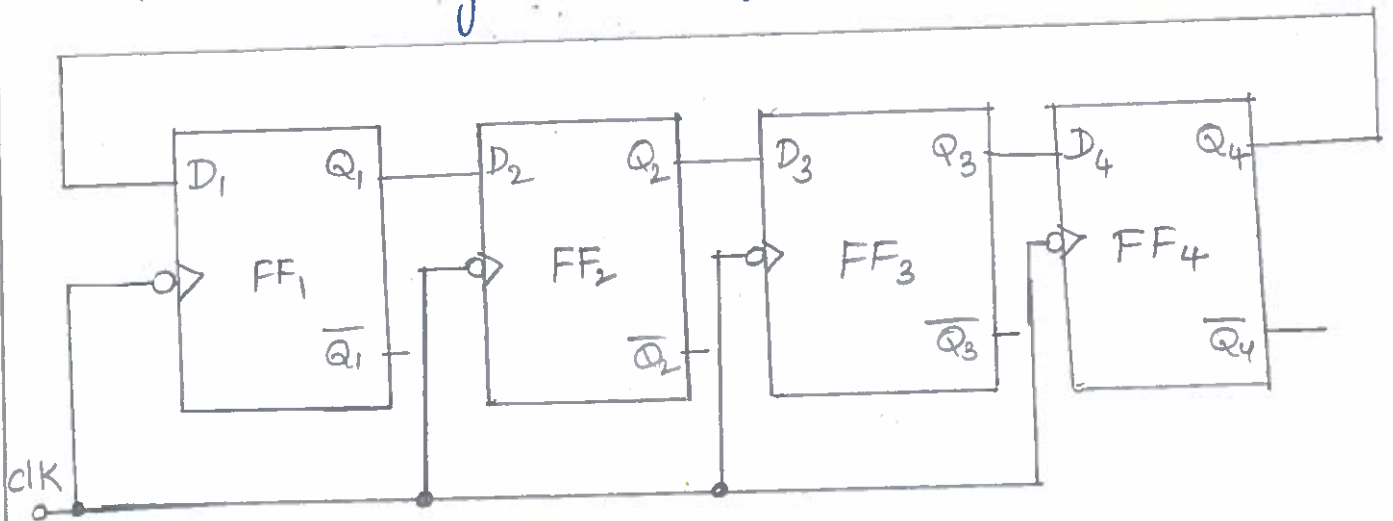 D₁ Q₁ D₂ Q₂ D₃ Q₃ D₄ Q₄
FF₁ FF₂ FF₃ FF₄
Q̅₁ Q̅₂ Q̅₃ Q̅₄
clk